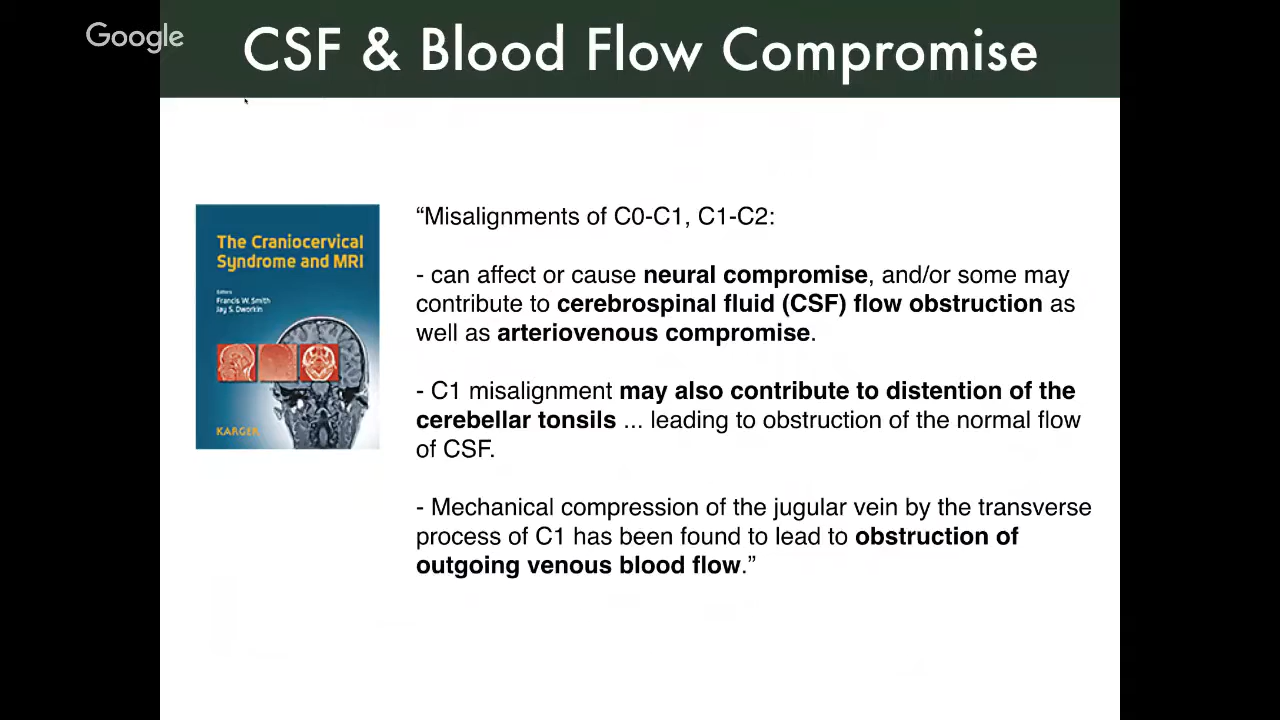 Google
CSF & Blood Flow Compromise
The Craniocervical
Syndrome and MRI
Editors
Francis W. Smith
Jay S. Dworkin
KARGER
“Misalignments of C0-C1, C1-C2:
- can affect or cause neural compromise, and/or some may
contribute to cerebrospinal fluid (CSF) flow obstruction as
well as arteriovenous compromise.
- C1 misalignment may also contribute to distention of the
cerebellar tonsils ... leading to obstruction of the normal flow
of CSF.
- Mechanical compression of the jugular vein by the transverse
process of C1 has been found to lead to obstruction of
outgoing venous blood flow.”